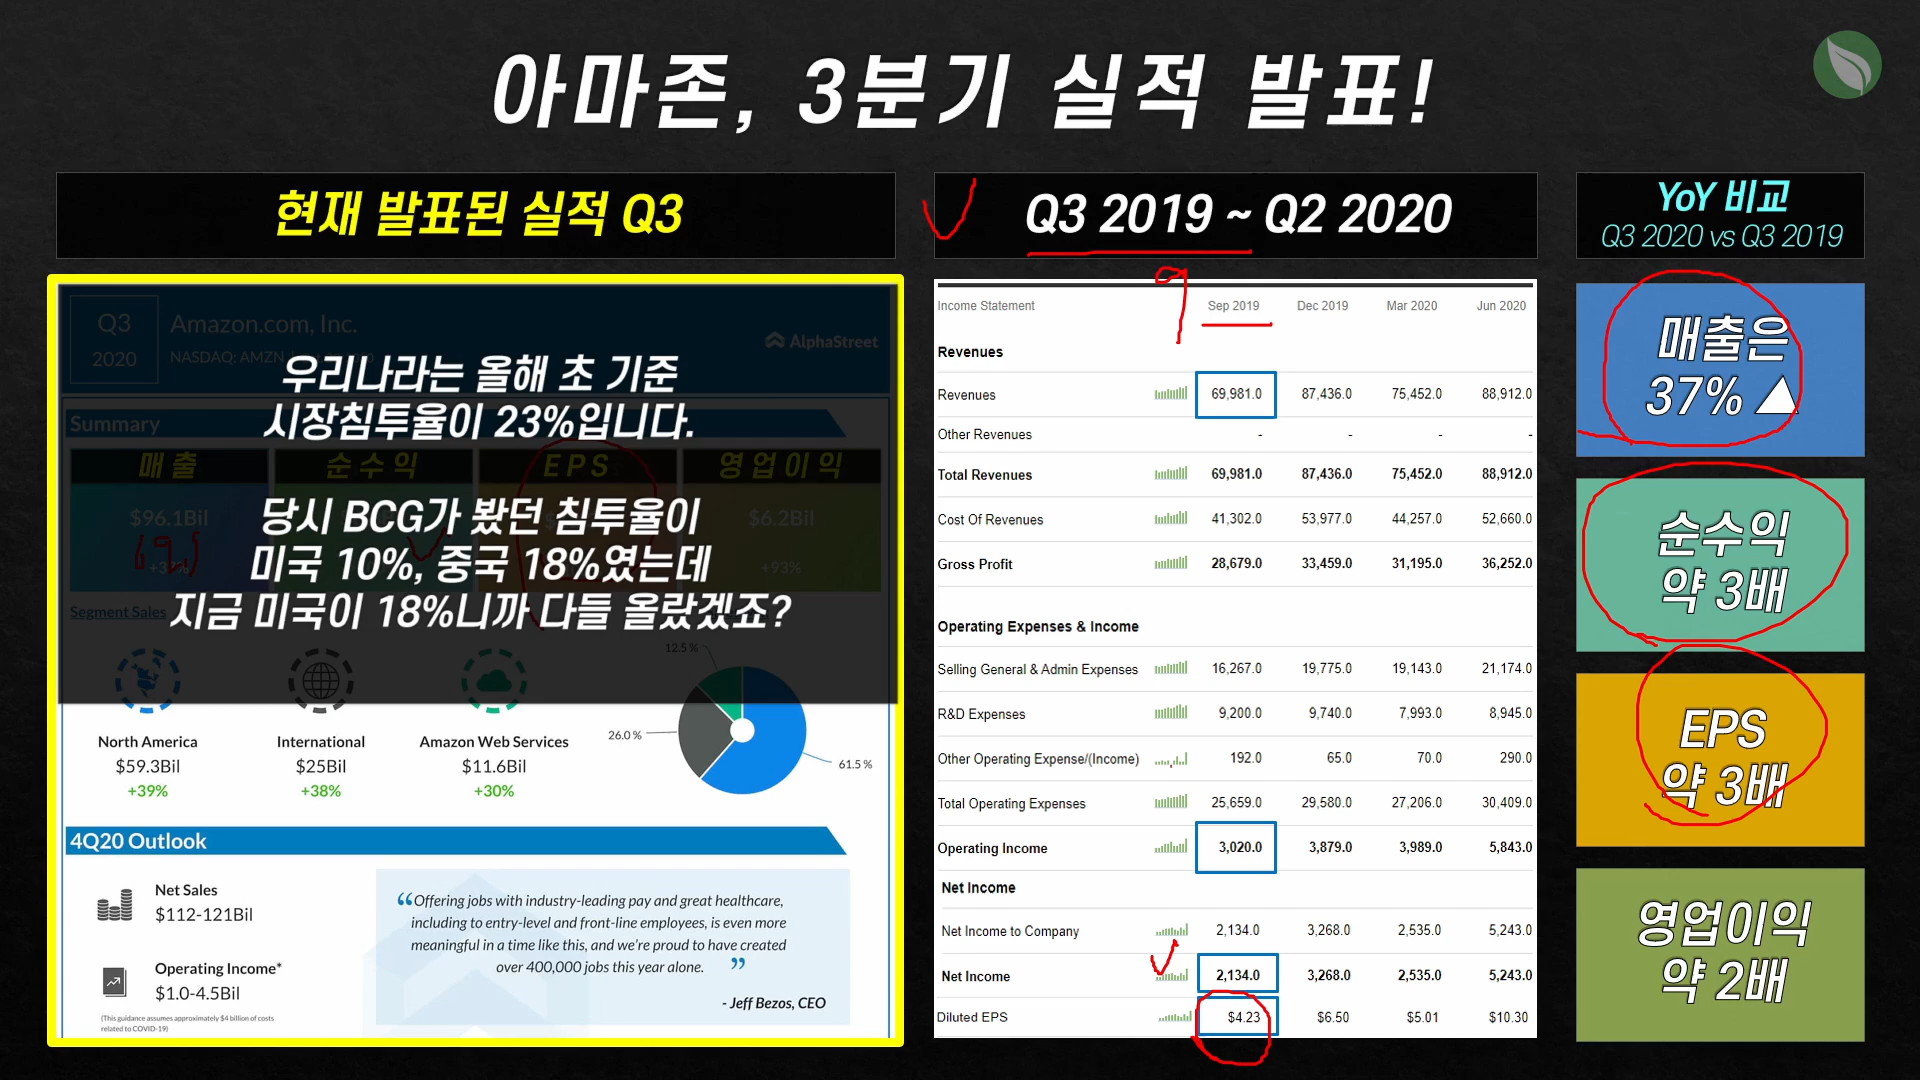 아마존, 3분기 실적 발표!
현재 발표된 실적 Q3
Q3 2020
Amazon.com, Inc.
NASDAQ: AMZN
AlphaStreet
우리나라는 올해 초 기준
시장침투율이 23%입니다.
Summary
매출 순수익 EPS 영업이익
$96.1Bil $6.2Bil
+93%
당시 BCG가 봤던 침투율이
미국 10%, 중국 18%였는데
지금 미국이 18%니까 다들 올랐겠죠?
Segment Sales
12.5 %
26.0 %
61.5 %
North America
$59.3Bil
+39%
International
$25Bil
+38%
Amazon Web Services
$11.6Bil
+30%
4Q20 Outlook
Net Sales
$112-121Bil
Operating Income*
$1.0-4.5Bil
(This guidance assumes approximately $4 billion of costs
related to COVID-19)
“Offering jobs with industry-leading pay and great healthcare,
including to entry-level and front-line employees, is even more
meaningful in a time like this, and we're proud to have created
over 400,000 jobs this year alone. ”
- Jeff Bezos, CEO
Q3 2019 ~ Q2 2020
Income Statement Sep 2019 Dec 2019 Mar 2020 Jun 2020
Revenues
Revenues 69,981.0 87,436.0 75,452.0 88,912.0
Other Revenues - - - -
Total Revenues 69,981.0 87,436.0 75,452.0 88,912.0
Cost Of Revenues 41,302.0 53,977.0 44,257.0 52,660.0
Gross Profit 28,679.0 33,459.0 31,195.0 36,252.0
Operating Expenses & Income
Selling General & Admin Expenses 16,267.0 19,775.0 19,143.0 21,174.0
R&D Expenses 9,200.0 9,740.0 7,993.0 8,945.0
Other Operating Expense/(Income) 192.0 65.0 70.0 290.0
Total Operating Expenses 25,659.0 29,580.0 27,206.0 30,409.0
Operating Income 3,020.0 3,879.0 3,989.0 5,843.0
Net Income
Net Income to Company 2,134.0 3,268.0 2,535.0 5,243.0
Net Income 2,134.0 3,268.0 2,535.0 5,243.0
Diluted EPS $4.23 $6.50 $5.01 $10.30
YoY 비교
Q3 2020 vs Q3 2019
매출은
37% ▲
순수익
약 3배
EPS
약 3배
영업이익
약 2배